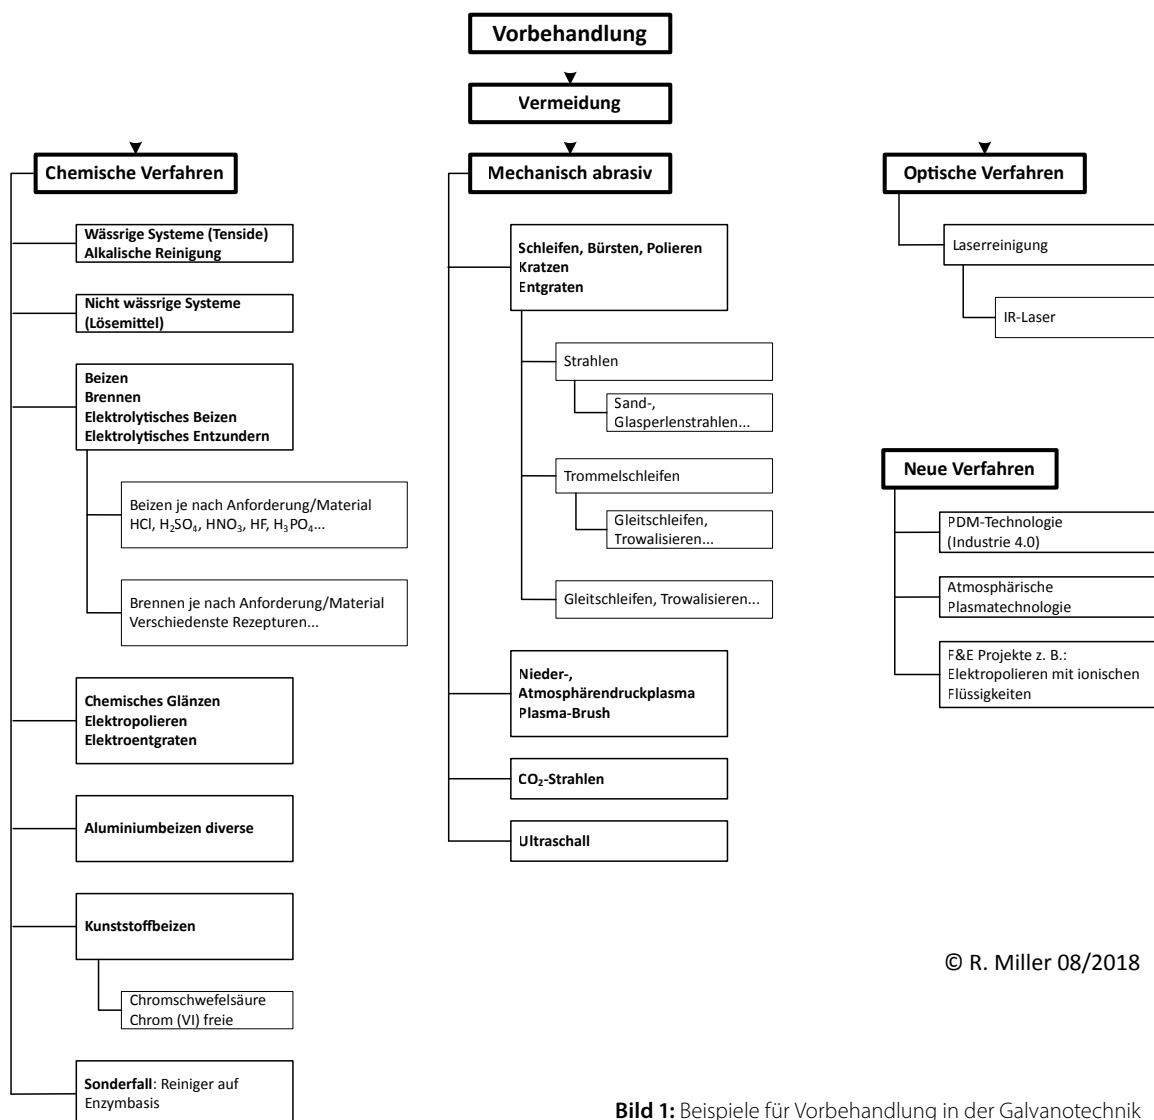 Vorbehandlung
Vermeidung
Chemische Verfahren
Wässrige Systeme (Tenside)
Alkalische Reinigung
Nicht wässrige Systeme
(Lösemittel)
Beizen
Brennen
Elektrolytisches Beizen
Elektrolytisches Entzundern
Beizen je nach Anforderung/Material
HCl, H₂SO₄, HNO₃, HF, H₃PO₄...
Brennen je nach Anforderung/Material
Verschiedenste Rezepturen...
Chemisches Glänzen
Elektropolieren
Elektroentgraten
Aluminiumbeizen diverse
Kunststoffbeizen
Chromschwefelsäure
Chrom (VI) freie
Sonderfall: Reiniger auf
Enzymbasis
Mechanisch abrasiv
Schleifen, Bürsten, Polieren
Kratzen
Entgraten
Strahlen
Sand-,
Glasperlenstrahlen...
Trommelschleifen
Gleitschleifen,
Trowalisieren...
Gleitschleifen, Trowalisieren...
Nieder-,
Atmosphärendruckplasma
Plasma-Brush
CO₂-Strahlen
Ultraschall
Optische Verfahren
Laserreinigung
IR-Laser
Neue Verfahren
PDM-Technologie
(Industrie 4.0)
Atmosphärische
Plasmatechnologie
F&E Projekte z. B.:
Elektropolieren mit ionischen
Flüssigkeiten
© R. Miller 08/2018
Bild 1: Beispiele für Vorbehandlung in der Galvanotechnik